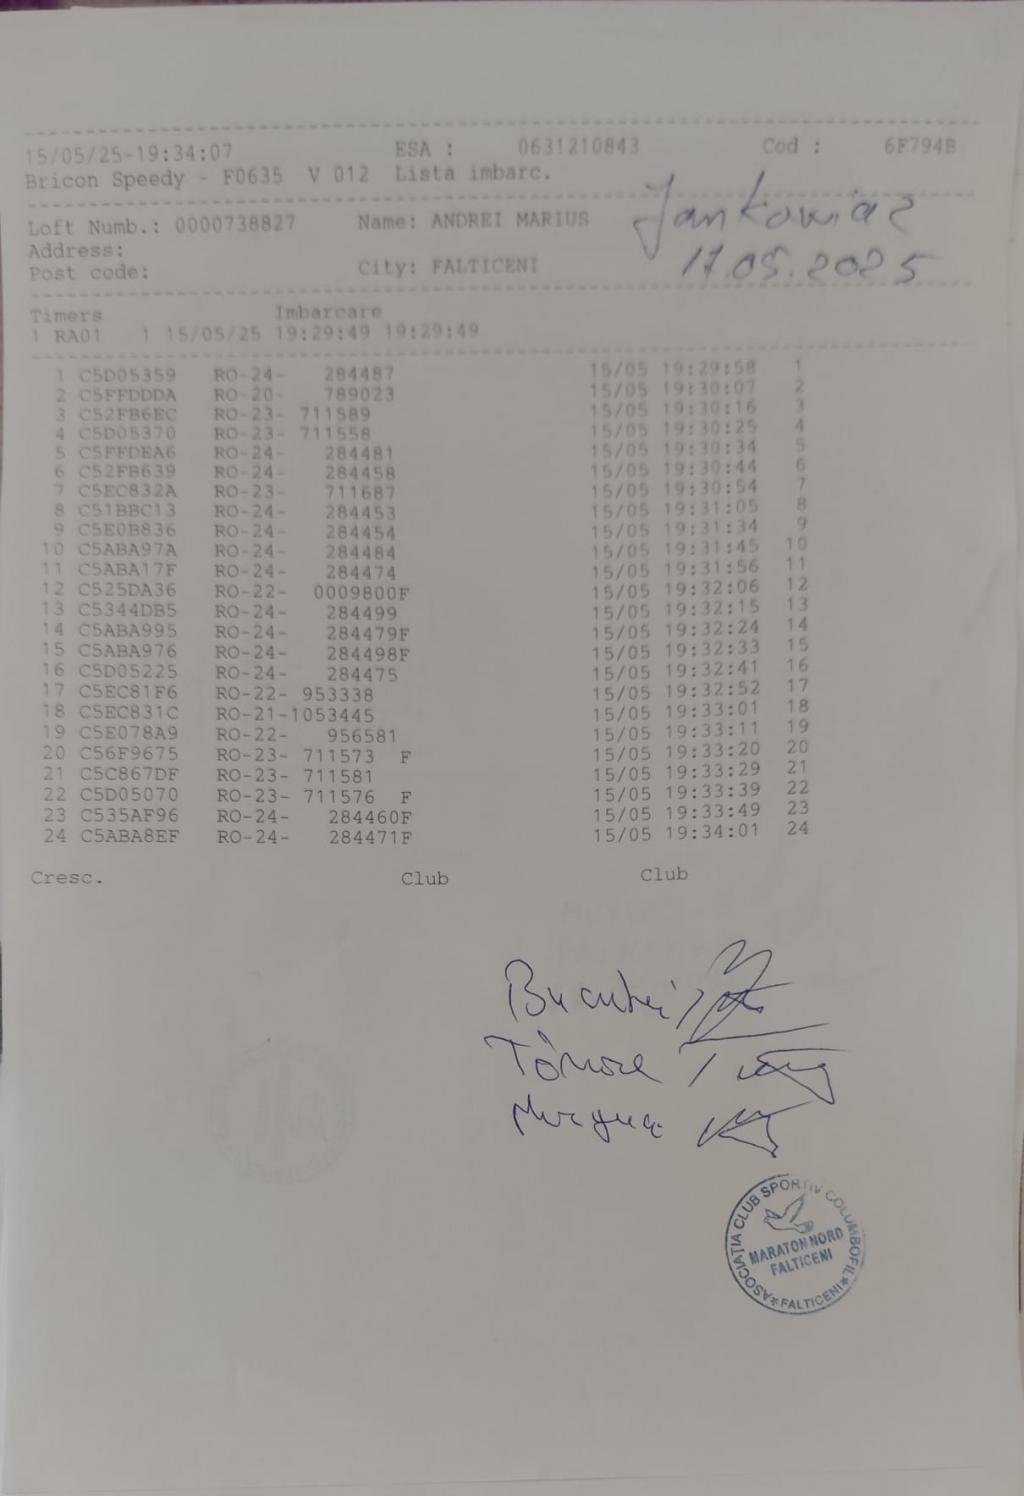 15/05/25-19:34:07 ESA : 0631210843 Cod : 6F794B
Bricon Speedy - F0635 V 012 Lista imbarc.
Loft Numb.: 0000738827 Name: ANDREI MARIUS
Jankowiac
Address:
Post code: City: FALTICENI
17.05.2025
Timers Imbarcare
1 RA01 1 15/05/25 19:29:49 19:29:49
1 C5D05359 RO-24- 284487 15/05 19:29:58 1
2 C5FFDDDA RO-20- 789023 15/05 19:30:07 2
3 C52FB6EC RO-23- 711589 15/05 19:30:16 3
4 C5D05370 RO-23- 711558 15/05 19:30:25 4
5 C5FFDEA6 RO-24- 284481 15/05 19:30:34 5
6 C52FB639 RO-24- 284458 15/05 19:30:44 6
7 C5EC832A RO-23- 711687 15/05 19:30:54 7
8 C51BBC13 RO-24- 284453 15/05 19:31:05 8
9 C5E0B836 RO-24- 284454 15/05 19:31:34 9
10 C5ABA97A RO-24- 284484 15/05 19:31:45 10
11 C5ABA17F RO-24- 284474 15/05 19:31:56 11
12 C525DA36 RO-22- 0009800F 15/05 19:32:06 12
13 C5344DB5 RO-24- 284499 15/05 19:32:15 13
14 C5ABA995 RO-24- 284479F 15/05 19:32:24 14
15 C5ABA976 RO-24- 284498F 15/05 19:32:33 15
16 C5D05225 RO-24- 284475 15/05 19:32:41 16
17 C5EC81F6 RO-22- 953338 15/05 19:32:52 17
18 C5EC831C RO-21-1053445 15/05 19:33:01 18
19 C5E078A9 RO-22- 956581 15/05 19:33:11 19
20 C56F9675 RO-23- 711573 F 15/05 19:33:20 20
21 C5C867DF RO-23- 711581 15/05 19:33:29 21
22 C5D05070 RO-23- 711576 F 15/05 19:33:39 22
23 C535AF96 RO-24- 284460F 15/05 19:33:49 23
24 C5ABA8EF RO-24- 284471F 15/05 19:34:01 24
Cresc. Club Club
ASOCIATIA CLUB SPORTIV COLUMBOFIL
MARATON NORD
FALTICENI
FALTICENI